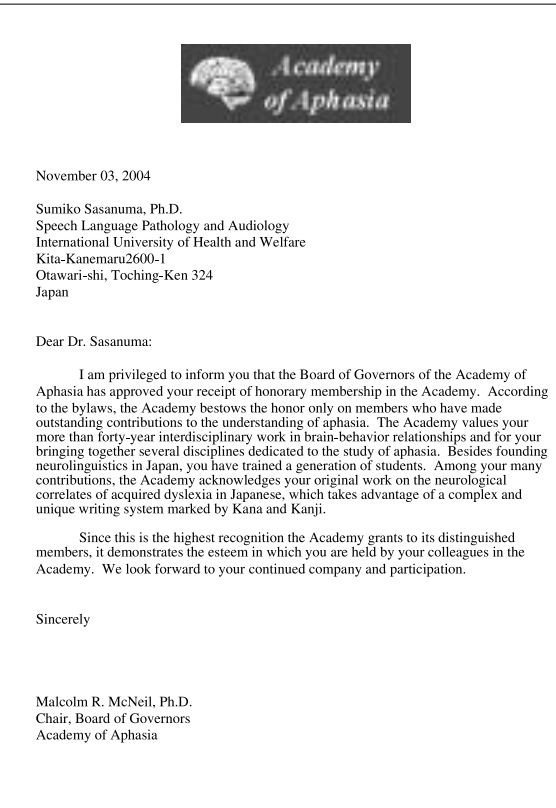 Academy
of Aphasia
November 03, 2004
Sumiko Sasanuma, Ph.D.
Speech Language Pathology and Audiology
International University of Health and Welfare
Kita-Kanemaru2600-1
Otawari-shi, Toching-Ken 324
Japan
Dear Dr. Sasanuma:
I am privileged to inform you that the Board of Governors of the Academy of
Aphasia has approved your receipt of honorary membership in the Academy.  According
to the bylaws, the Academy bestows the honor only on members who have made
outstanding contributions to the understanding of aphasia.  The Academy values your
more than forty-year interdisciplinary work in brain-behavior relationships and for your
bringing together several disciplines dedicated to the study of aphasia.  Besides founding
neurolinguistics in Japan, you have trained a generation of students.  Among your many
contributions, the Academy acknowledges your original work on the neurological
correlates of acquired dyslexia in Japanese, which takes advantage of a complex and
unique writing system marked by Kana and Kanji.
Since this is the highest recognition the Academy grants to its distinguished
members, it demonstrates the esteem in which you are held by your colleagues in the
Academy.  We look forward to your continued company and participation.
Sincerely
Malcolm R. McNeil, Ph.D.
Chair, Board of Governors
Academy of Aphasia